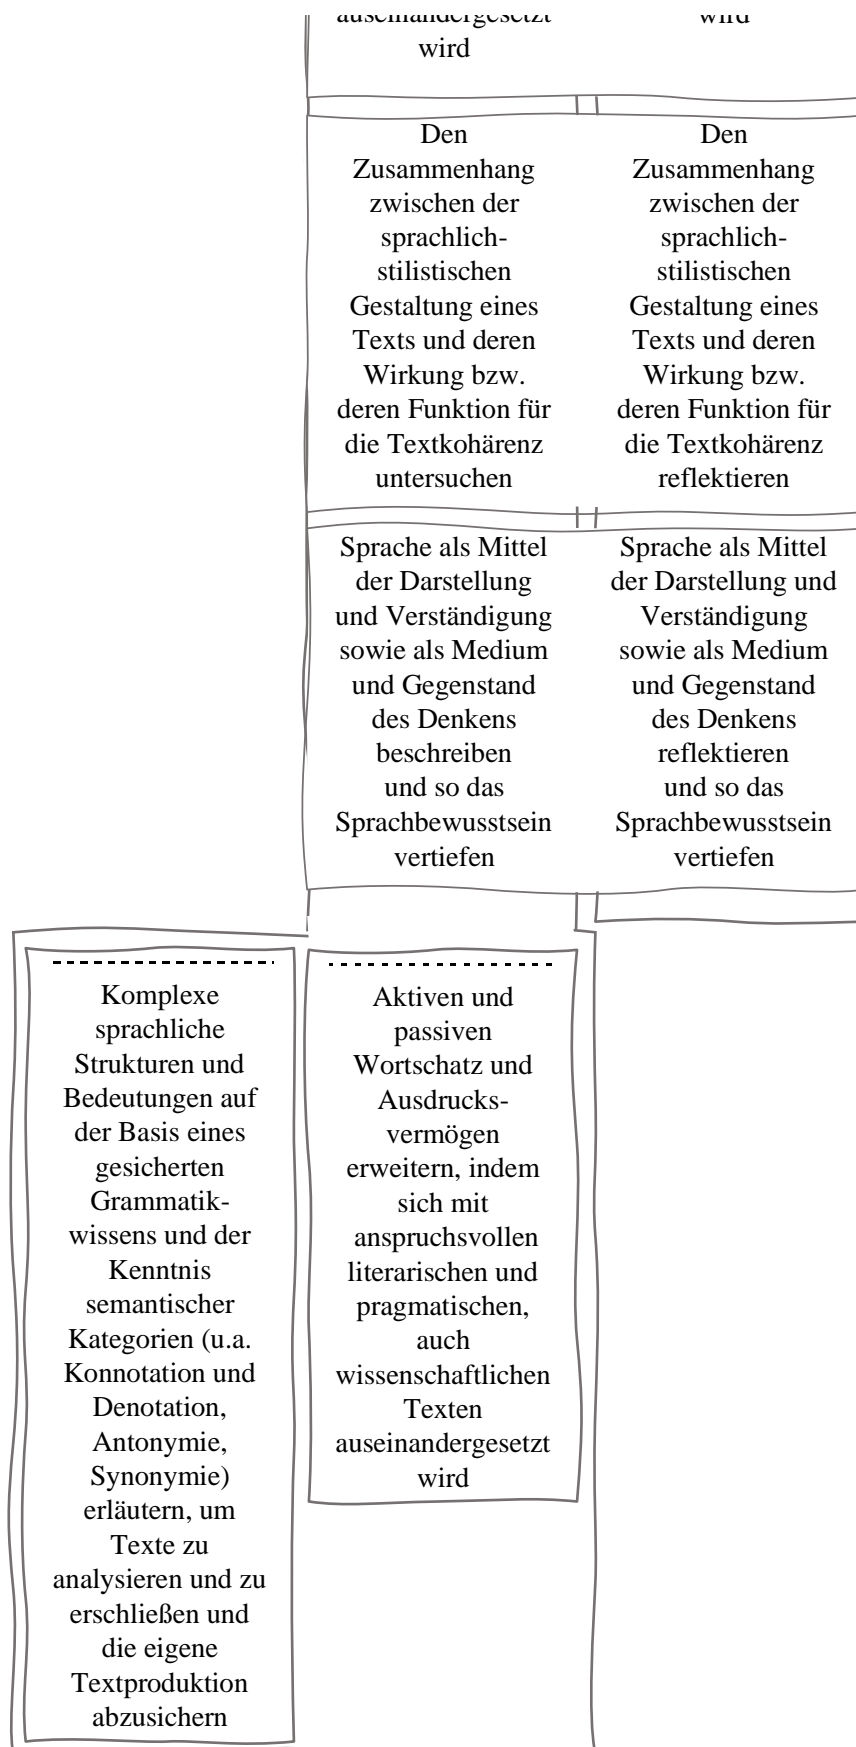 auseinandergesetzt
wird
wird
Den
Zusammenhang
zwischen der
sprachlich-
stilistischen
Gestaltung eines
Texts und deren
Wirkung bzw.
deren Funktion für
die Textkohärenz
untersuchen
Den
Zusammenhang
zwischen der
sprachlich-
stilistischen
Gestaltung eines
Texts und deren
Wirkung bzw.
deren Funktion für
die Textkohärenz
reflektieren
Sprache als Mittel
der Darstellung
und Verständigung
sowie als Medium
und Gegenstand
des Denkens
beschreiben
und so das
Sprachbewusstsein
vertiefen
Sprache als Mittel
der Darstellung und
Verständigung
sowie als Medium
und Gegenstand
des Denkens
reflektieren
und so das
Sprachbewusstsein
vertiefen
Komplexe
sprachliche
Strukturen und
Bedeutungen auf
der Basis eines
gesicherten
Grammatik-
wissens und der
Kenntnis
semantischer
Kategorien (u.a.
Konnotation und
Denotation,
Antonymie,
Synonymie)
erläutern, um
Texte zu
analysieren und zu
erschließen und
die eigene
Textproduktion
abzusichern
Aktiven und
passiven
Wortschatz und
Ausdrucks-
vermögen
erweitern, indem
sich mit
anspruchsvollen
literarischen und
pragmatischen,
auch
wissenschaftlichen
Texten
auseinandergesetzt
wird